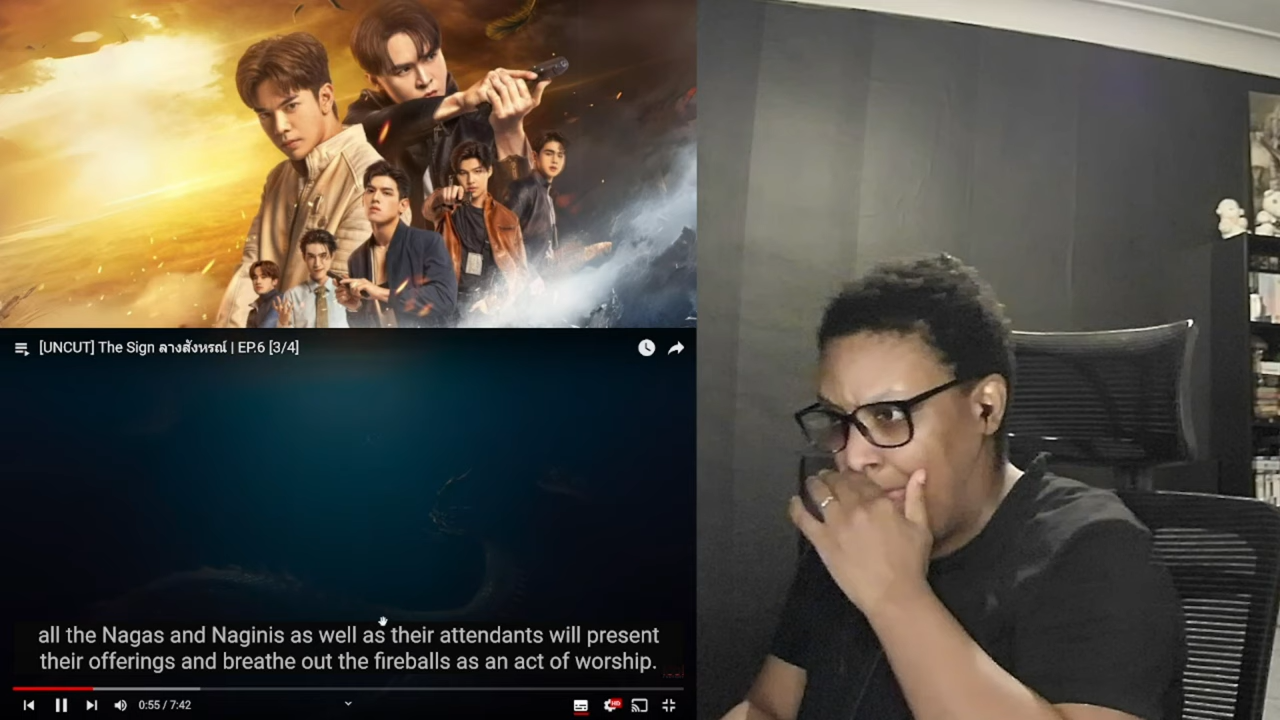 [UNCUT] The Sign ลางสังหรณ์ | EP.6 [3/4]
all the Nagas and Naginis as well as their attendants will present
their offerings and breathe out the fireballs as an act of worship.
0:55 / 7:42
HD